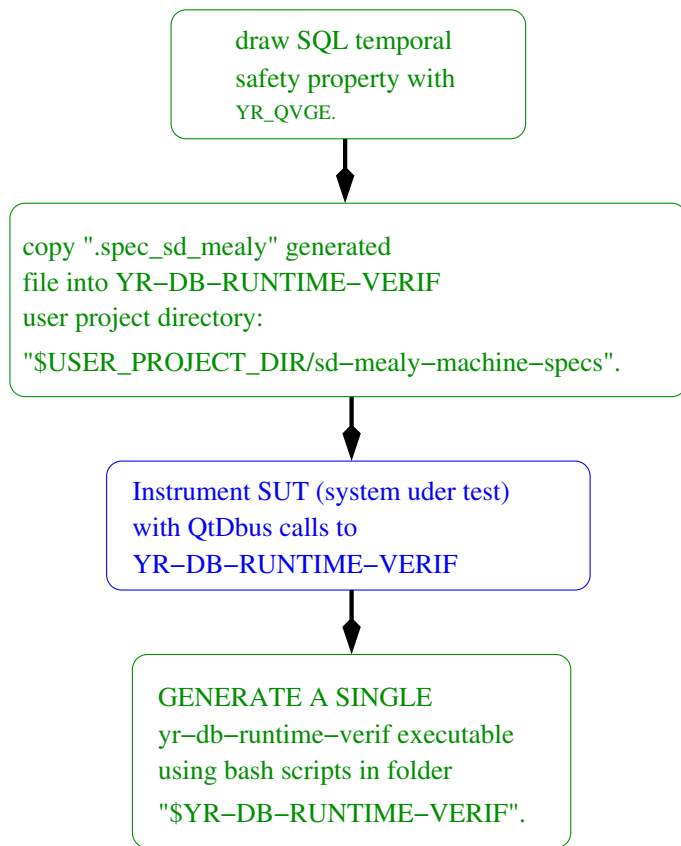 draw SQL temporal
safety property with
YR_QVGE.
copy ".spec_sd_mealy" generated
file into YR−DB−RUNTIME−VERIF
user project directory:
"$USER_PROJECT_DIR/sd−mealy−machine−specs".
Instrument SUT (system uder test)
with QtDbus calls to
YR−DB−RUNTIME−VERIF
GENERATE A SINGLE
yr−db−runtime−verif executable
using bash scripts in folder
"$YR−DB−RUNTIME−VERIF".